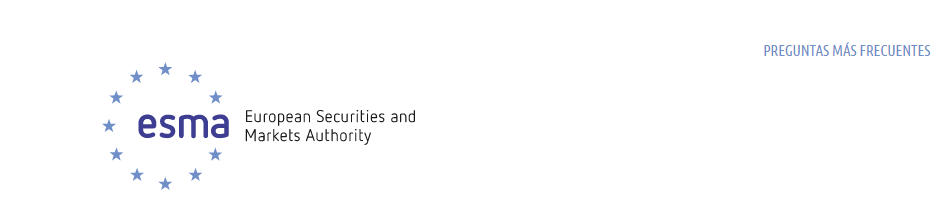 PREGUNTAS MÁS FRECUENTES
esma
European Securities and
Markets Authority